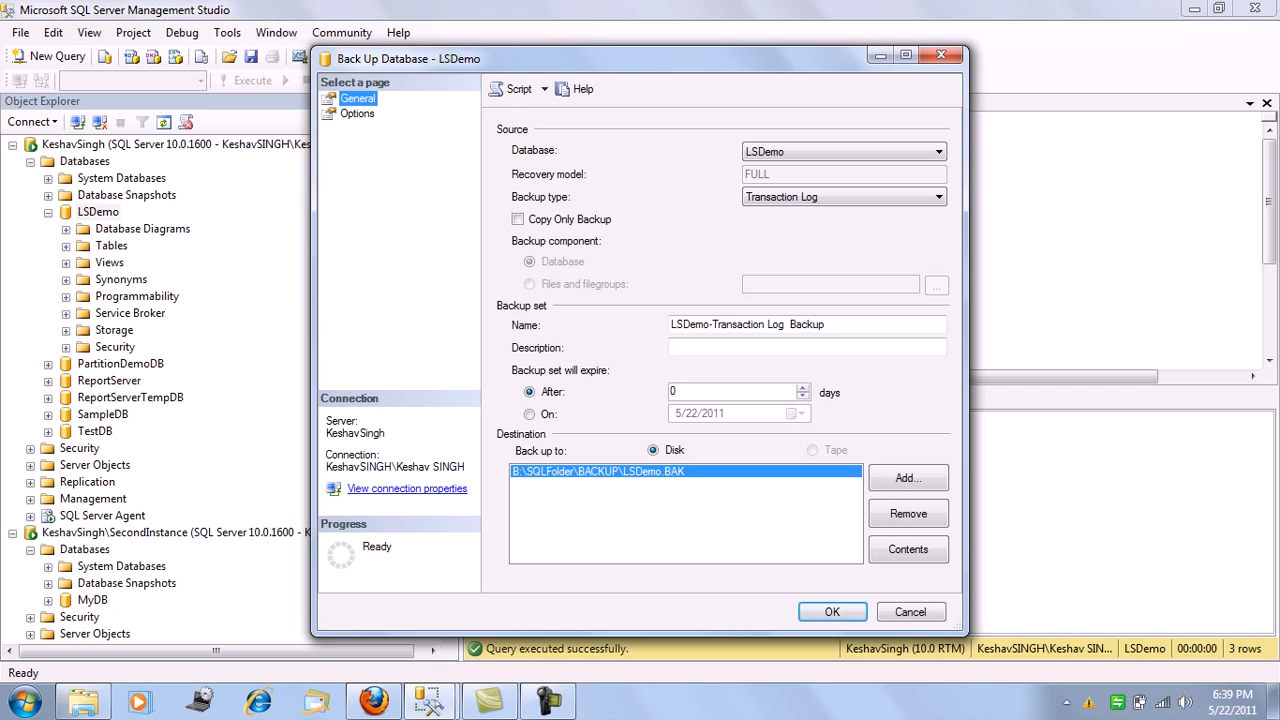 Microsoft SQL Server Management Studio
File Edit View Project Debug Tools Window Community Help
New Query
Execute
Object Explorer
Connect
KeshavSingh (SQL Server 10.0.1600 - KeshavSINGH\Kes
Databases
System Databases
Database Snapshots
LSDemo
Database Diagrams
Tables
Views
Synonyms
Programmability
Service Broker
Storage
Security
PartitionDemoDB
ReportServer
ReportServerTempDB
SampleDB
TestDB
Security
Server Objects
Replication
Management
SQL Server Agent
KeshavSingh\SecondInstance (SQL Server 10.0.1600 - K
Databases
System Databases
Database Snapshots
MyDB
Security
Server Objects
Back Up Database - LSDemo
Select a page
General
Options
Connection
Server:
KeshavSingh
Connection:
KeshavSINGH\Keshav SINGH
View connection properties
Progress
Ready
Script Help
Source
Database: LSDemo
Recovery model: FULL
Backup type: Transaction Log
Copy Only Backup
Backup component:
Database
Files and filegroups: ...
Backup set
Name: LSDemo-Transaction Log Backup
Description:
Backup set will expire:
After: 0 days
On: 5/22/2011
Destination
Back up to: Disk Tape
B:\SQLFolder\BACKUP\LSDemo.BAK
Add...
Remove
Contents
OK Cancel
Query executed successfully. KeshavSingh (10.0 RTM) KeshavSINGH\Keshav SIN... LSDemo 00:00:00 3 rows
Ready
6:39 PM
5/22/2011